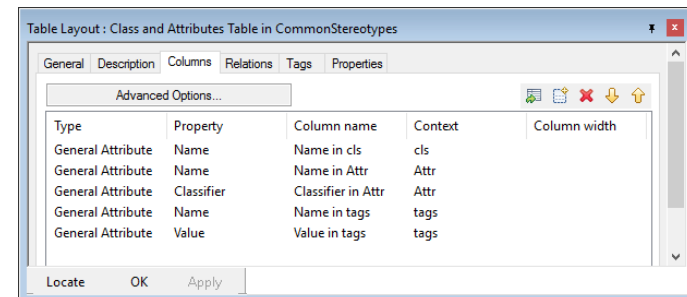 Table Layout : Class and Attributes Table in CommonStereotypes
General Description Columns Relations Tags Properties
Advanced Options...
Type Property Column name Context Column width
General Attribute Name Name in cls cls
General Attribute Name Name in Attr Attr
General Attribute Classifier Classifier in Attr Attr
General Attribute Name Name in tags tags
General Attribute Value Value in tags tags
Locate OK Apply